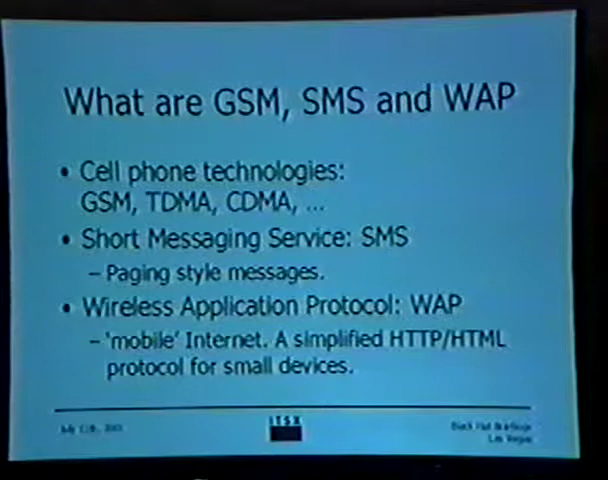 What are GSM, SMS and WAP
• Cell phone technologies:
GSM, TDMA, CDMA, ...
• Short Messaging Service: SMS
– Paging style messages.
• Wireless Application Protocol: WAP
– 'mobile' Internet. A simplified HTTP/HTML
protocol for small devices.
ITSX
Black Hat Briefings
Las Vegas